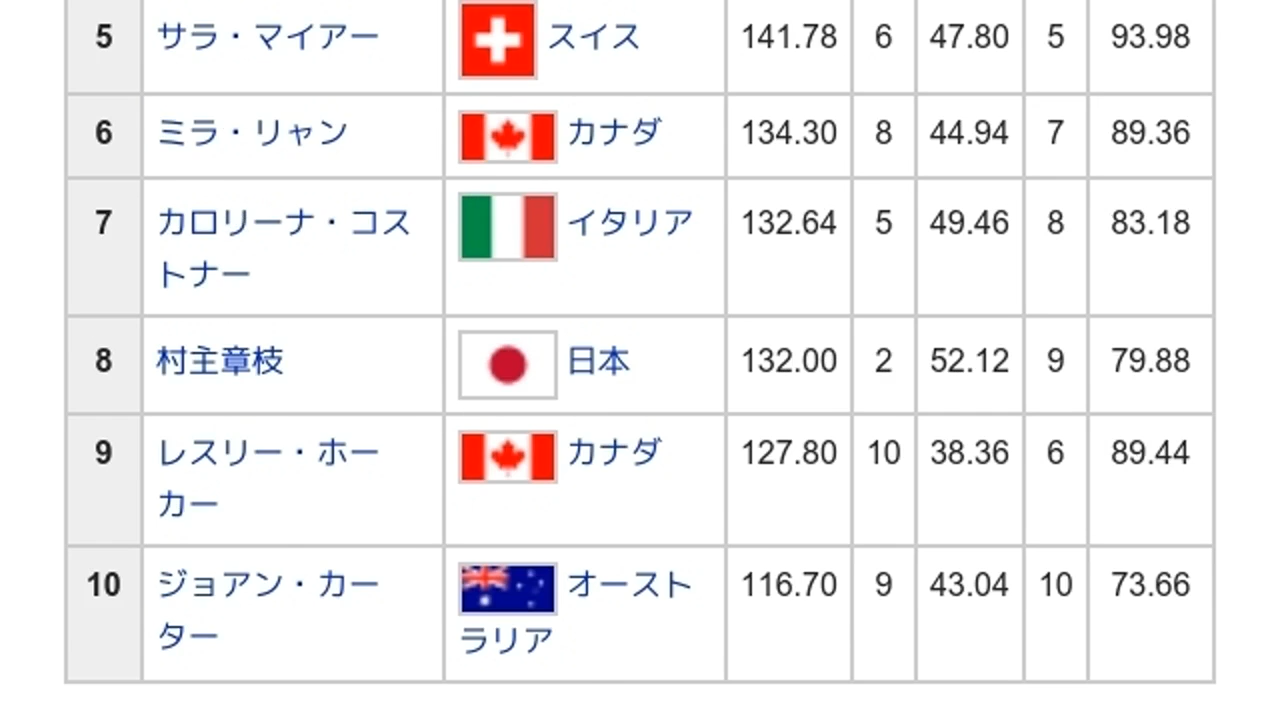 5 サラ・マイアー スイス 141.78 6 47.80 5 93.98
6 ミラ・リャン カナダ 134.30 8 44.94 7 89.36
7 カロリーナ・コス イタリア 132.64 5 49.46 8 83.18
トナー
8 村主章枝 日本 132.00 2 52.12 9 79.88
9 レスリー・ホー カナダ 127.80 10 38.36 6 89.44
カー
10 ジョアン・カー オースト 116.70 9 43.04 10 73.66
ター ラリア